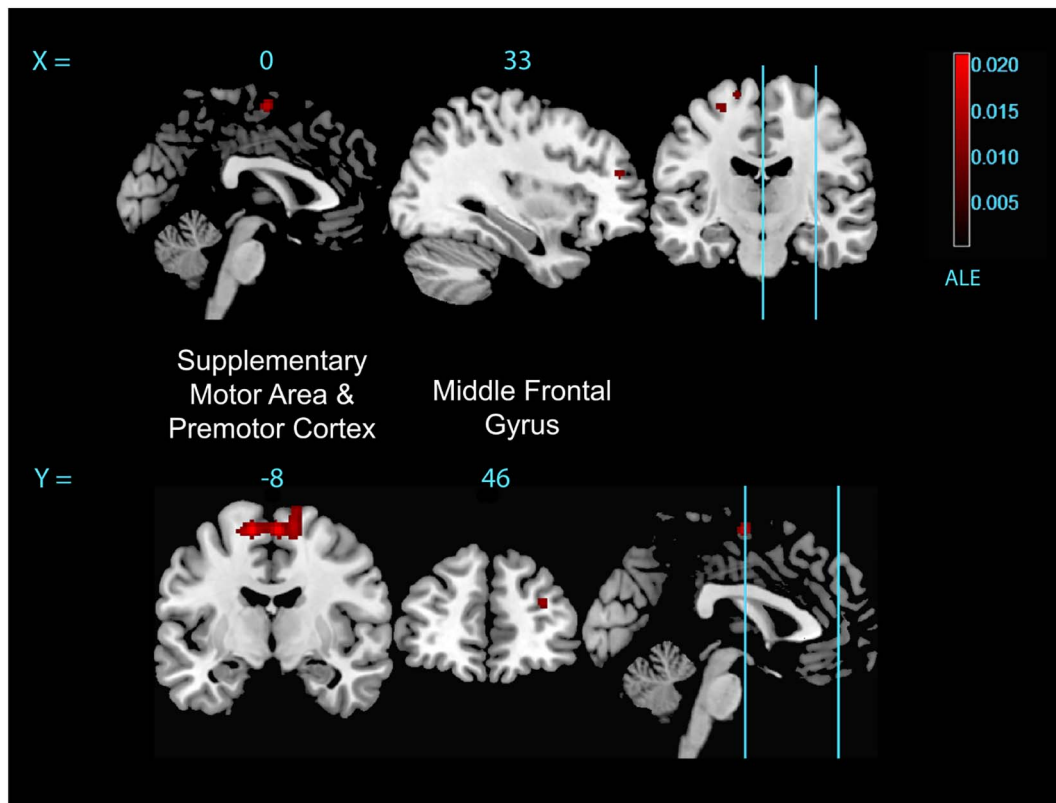 X = 0 33
0.020
0.015
0.010
0.005
ALE
Supplementary
Motor Area &
Premotor Cortex
Middle Frontal
Gyrus
Y = -8 46